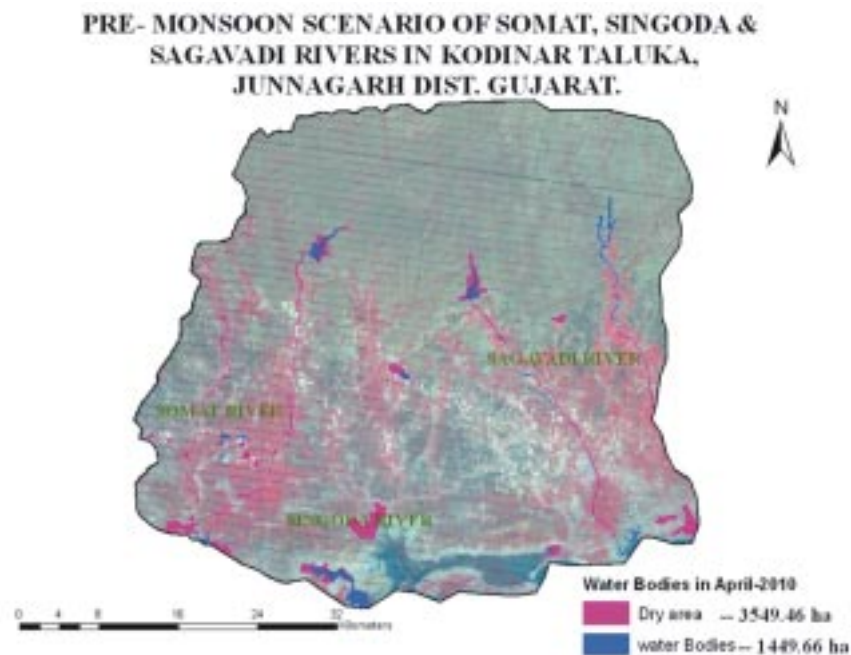 PRE- MONSOON SCENARIO OF SOMAT, SINGODA &
SAGAVADI RIVERS IN KODINAR TALUKA,
JUNNAGARH DIST. GUJARAT.
N
SAGAVADI RIVER
SOMAT RIVER
SINGODA RIVER
Water Bodies in April-2010
Dry area -- 3549.46 ha
water Bodies -- 1449.66 ha
0 4 8 16 24 32
Kilometers